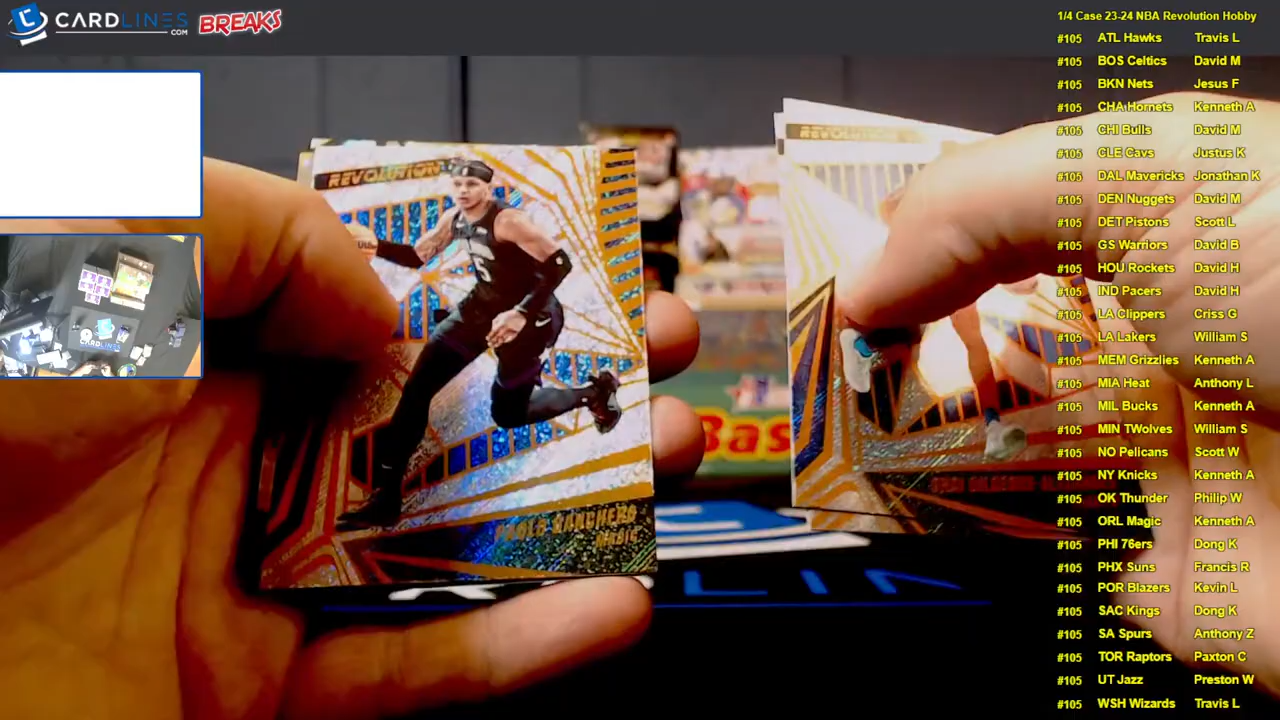 CARDLINES
.COM
BREAKS
1/4 Case 23-24 NBA Revolution Hobby
#105 ATL Hawks Travis L
#105 BOS Celtics David M
#105 BKN Nets Jesus F
#105 CHA Hornets Kenneth A
#105 CHI Bulls David M
#105 CLE Cavs Justus K
#105 DAL Mavericks Jonathan K
#105 DEN Nuggets David M
#105 DET Pistons Scott L
#105 GS Warriors David B
#105 HOU Rockets David H
#105 IND Pacers David H
#105 LA Clippers Criss G
#105 LA Lakers William S
#105 MEM Grizzlies Kenneth A
#105 MIA Heat Anthony L
#105 MIL Bucks Kenneth A
#105 MIN TWolves William S
#105 NO Pelicans Scott W
#105 NY Knicks Kenneth A
#105 OK Thunder Philip W
#105 ORL Magic Kenneth A
#105 PHI 76ers Dong K
#105 PHX Suns Francis R
#105 POR Blazers Kevin L
#105 SAC Kings Dong K
#105 SA Spurs Anthony Z
#105 TOR Raptors Paxton C
#105 UT Jazz Preston W
#105 WSH Wizards Travis L
REVOLUTION
PAOLO BANCHERO
MAGIC
REVOLUTION
Bas